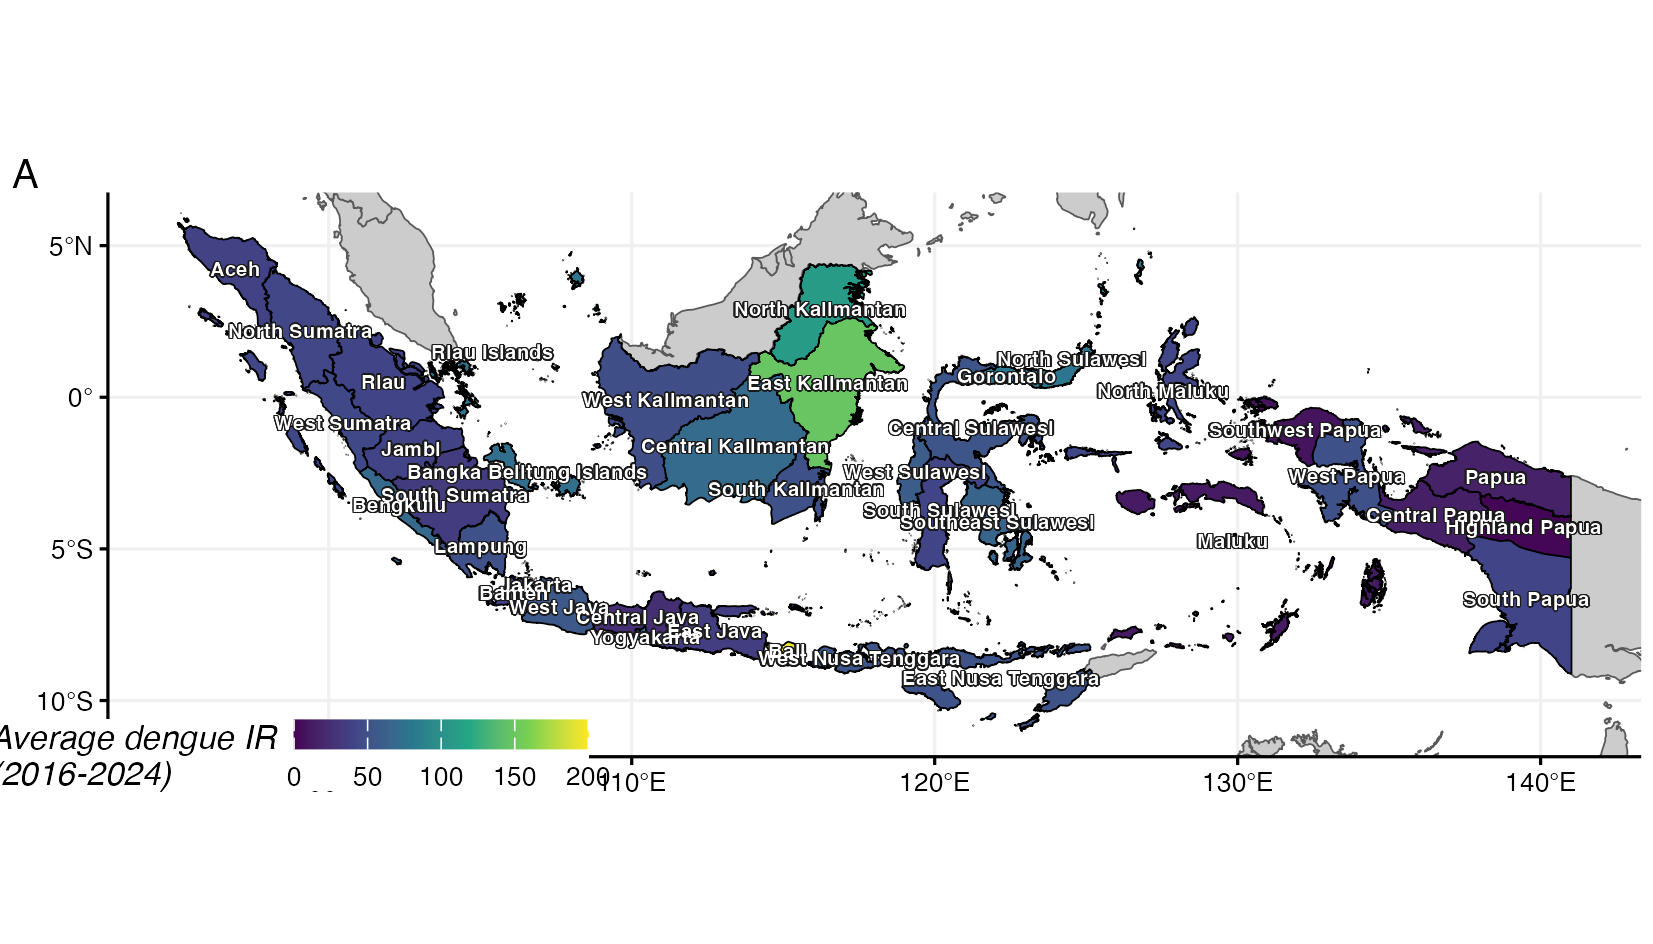 A
5°N
0°
5°S
10°S
Aceh
North Sumatra
RIau Islands
RIau
West Sumatra
JambI
Bangka BelItung Islands
South Sumatra
Bengkulu
Lampung
Jakarta
Banten
West Java
Central Java
Yogyakarta
East Java
BalI
West Nusa Tenggara
East Nusa Tenggara
North KalImantan
East KalImantan
West KalImantan
Central KalImantan
South KalImantan
North SulawesI
Gorontalo
Central SulawesI
West SulawesI
South SulawesI
Southeast SulawesI
North Maluku
Maluku
Southwest Papua
West Papua
Papua
Central Papua
Highland Papua
South Papua
Average dengue IR
(2016-2024)
0 50 100 150 200
110°E 120°E 130°E 140°E